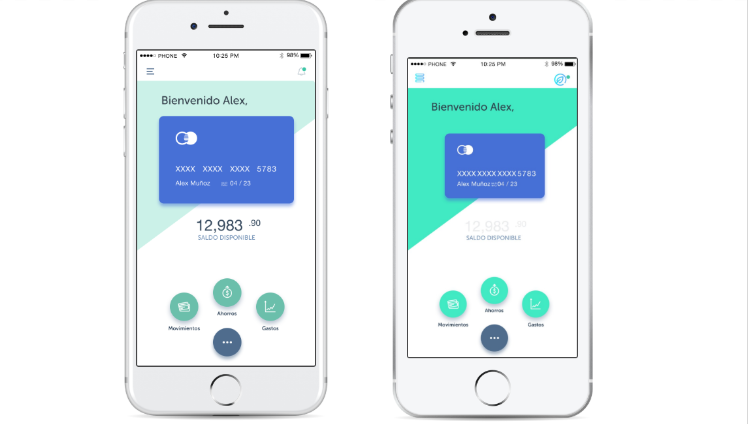 PHONE 10:25 PM 98%
Bienvenido Alex,
XXXX XXXX XXXX 5783
Alex Muñoz 04 / 23
12,983 .90
SALDO DISPONIBLE
Ahorros
Movimientos Gastos
PHONE 10:25 PM 98%
Bienvenido Alex,
XXXX XXXX XXXX 5783
Alex Muñoz 04 / 23
12,983 .90
SALDO DISPONIBLE
Ahorros
Movimientos Gastos